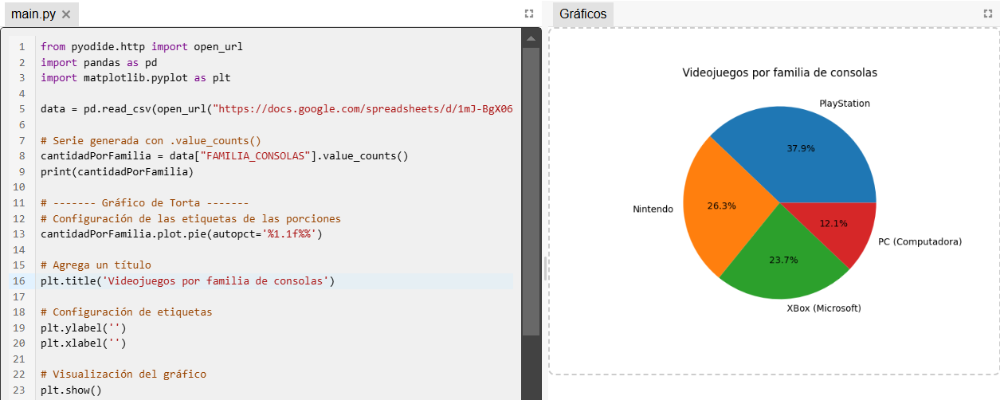 main.py ×
1 from pyodide.http import open_url
2 import pandas as pd
3 import matplotlib.pyplot as plt
4
5 data = pd.read_csv(open_url("https://docs.google.com/spreadsheets/d/1mJ-BgX06
6
7 # Serie generada con .value_counts()
8 cantidadPorFamilia = data["FAMILIA_CONSOLAS"].value_counts()
9 print(cantidadPorFamilia)
10
11 # ------- Gráfico de Torta -------
12 # Configuración de las etiquetas de las porciones
13 cantidadPorFamilia.plot.pie(autopct='%1.1f%%')
14
15 # Agrega un título
16 plt.title('Videojuegos por familia de consolas')
17
18 # Configuración de etiquetas
19 plt.ylabel('')
20 plt.xlabel('')
21
22 # Visualización del gráfico
23 plt.show()
Gráficos
Videojuegos por familia de consolas
PlayStation
37.9%
Nintendo
26.3%
12.1%
PC (Computadora)
23.7%
XBox (Microsoft)